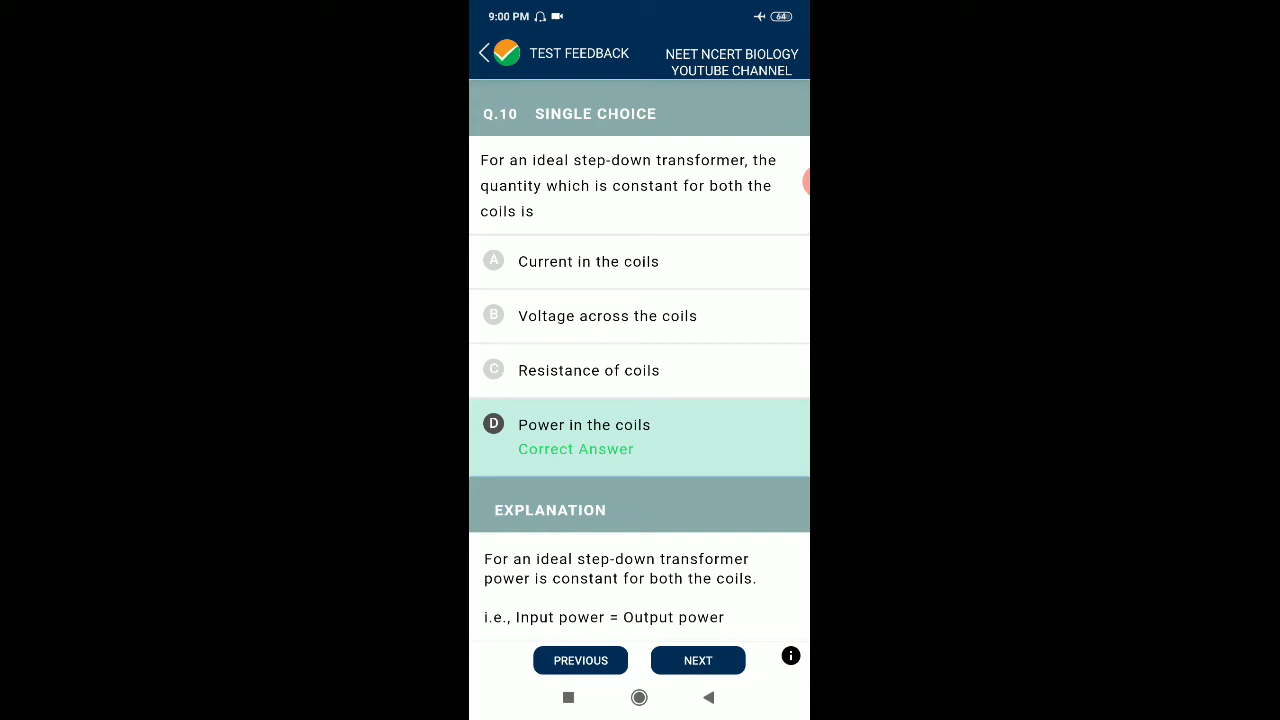 9:00 PM 64
TEST FEEDBACK
NEET NCERT BIOLOGY
YOUTUBE CHANNEL
Q.10 SINGLE CHOICE
For an ideal step-down transformer, the
quantity which is constant for both the
coils is
A Current in the coils
B Voltage across the coils
C Resistance of coils
D Power in the coils
Correct Answer
EXPLANATION
For an ideal step-down transformer
power is constant for both the coils.
i.e., Input power = Output power
PREVIOUS NEXT i